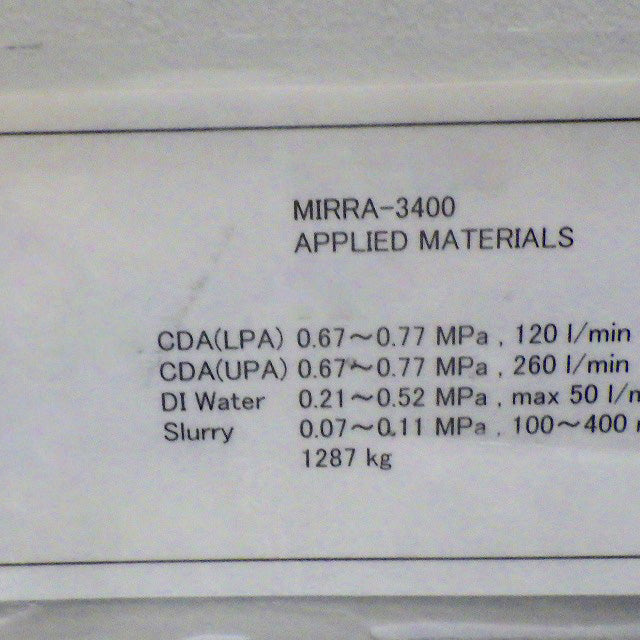 MIRRA-3400
APPLIED MATERIALS
CDA(LPA) 0.67~0.77 MPa , 120 l/min
CDA(UPA) 0.67~0.77 MPa , 260 l/min
DI Water 0.21~0.52 MPa , max 50 l/m
Slurry 0.07~0.11 MPa , 100~400
1287 kg